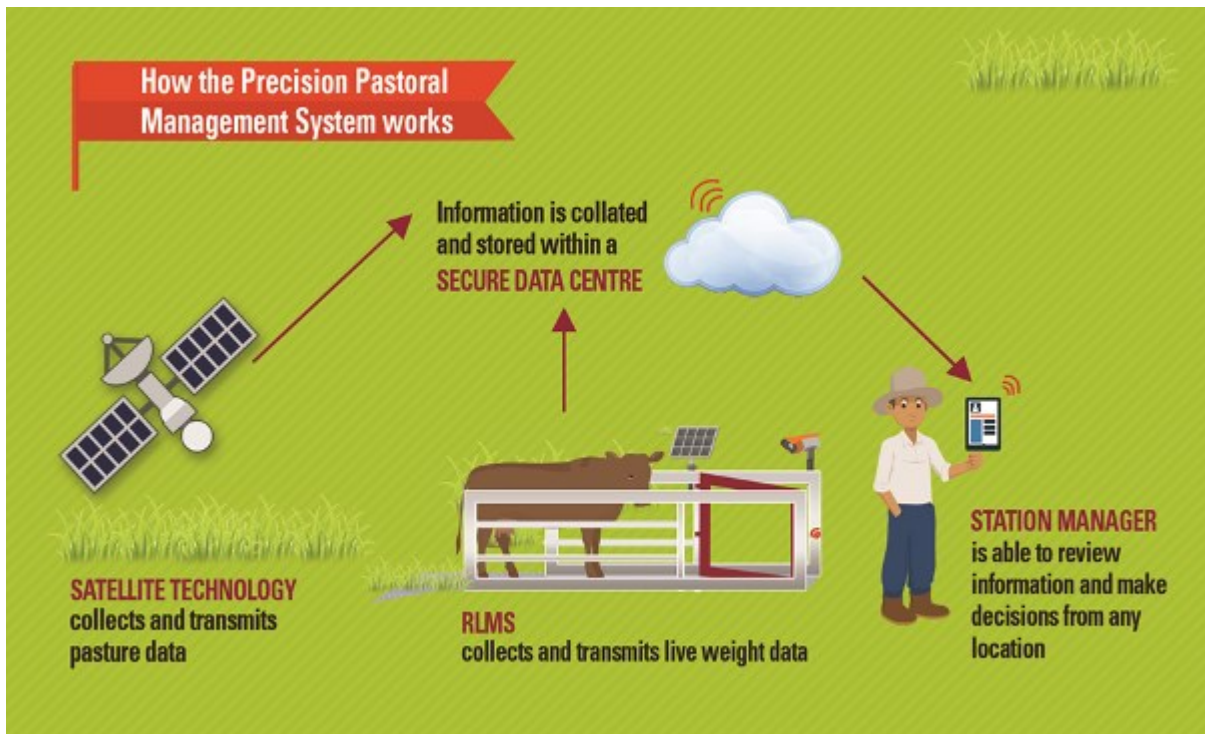 How the Precision Pastoral
Management System works
Information is collated
and stored within a
SECURE DATA CENTRE
SATELLITE TECHNOLOGY
collects and transmits
pasture data
RLMS
collects and transmits live weight data
STATION MANAGER
is able to review
information and make
decisions from any
location